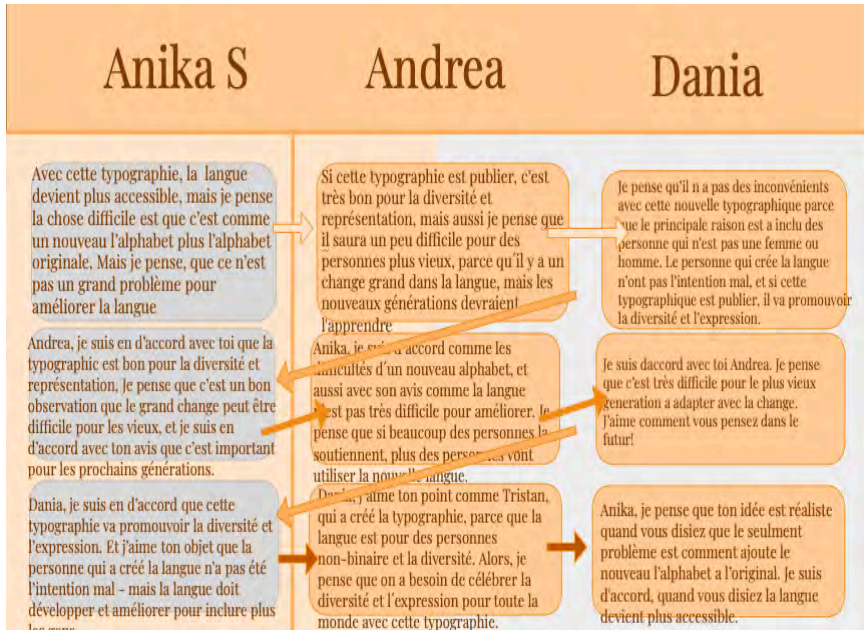 Anika S
Andrea
Dania
Avec cette typographie, la langue
devient plus accessible, mais je pense
la chose difficile est que c'est comme
un nouveau l'alphabet plus l'alphabet
originale. Mais je pense, que ce n'est
pas un grand problème pour
améliorer la langue
Si cette typographie est publier, c'est
très bon pour la diversité et
représentation, mais aussi je pense que
il saura un peu difficile pour des
personnes plus vieux, parce qu´il y a un
change grand dans la langue, mais les
nouveaux générations devraient
l'apprendre
Je pense qu'il n a pas des inconvénients
avec cette nouvelle typographique parce
que le principale raison est a inclu des
personne qui n'est pas une femme ou
homme. Le personne qui crée la langue
n'ont pas l'intention mal, et si cette
typographique est publier, il va promouvoir
la diversité et l'expression.
Andrea, je suis en d'accord avec toi que la
typographie est bon pour la diversité et
représentation, Je pense que c'est un bon
observation que le grand change peut être
difficile pour les vieux, et je suis en
d'accord avec ton avis que c'est important
pour les prochains générations.
Anika, je suis d'accord comme les
difficultés d´un nouveau alphabet, et
aussi avec son avis comme la langue
n'est pas très difficile pour améliorer. Je
pense que si beaucoup des personnes la
soutiennent, plus des personnes vont
utiliser la nouvelle langue.
Je suis daccord avec toi Andrea. Je pense
que c'est très difficile pour le plus vieux
generation a adapter avec la change.
J'aime comment vous pensez dans le
futur!
Dania, je suis en d'accord que cette
typographie va promouvoir la diversité et
l'expression. Et j'aime ton objet que la
personne qui a créé la langue n'a pas été
l'intention mal – mais la langue doit
développer et améliorer pour inclure plus
Dania, j'aime ton point comme Tristan,
qui a créé la typographie, parce que la
langue est pour des personnes
non-binaire et la diversité. Alors, je
pense que on a besoin de célébrer la
diversité et l´expression pour toute la
monde avec cette typographie.
Anika, je pense que ton idée est réaliste
quand vous disiez que le seulment
problème est comment ajoute le
nouveau l'alphabet a l'original. Je suis
d'accord, quand vous disiez la langue
devient plus accessible.